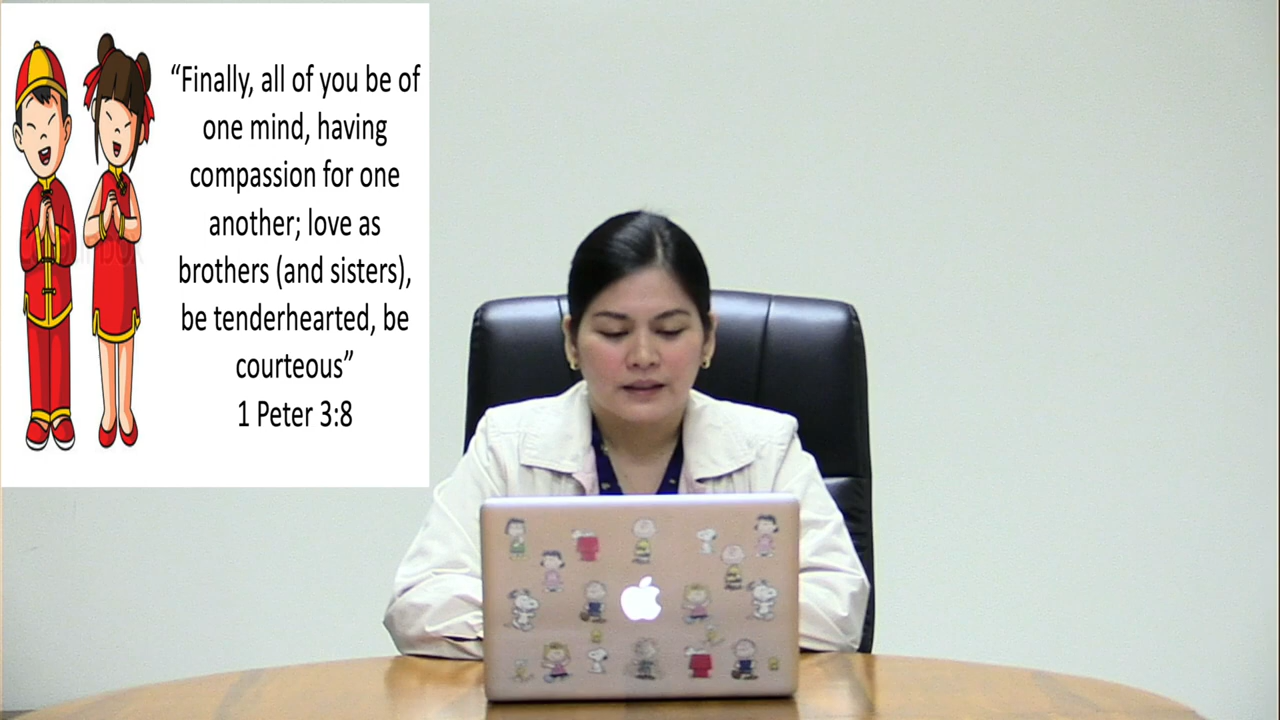 “Finally, all of you be of
one mind, having
compassion for one
another; love as
brothers (and sisters),
be tenderhearted, be
courteous”
1 Peter 3:8